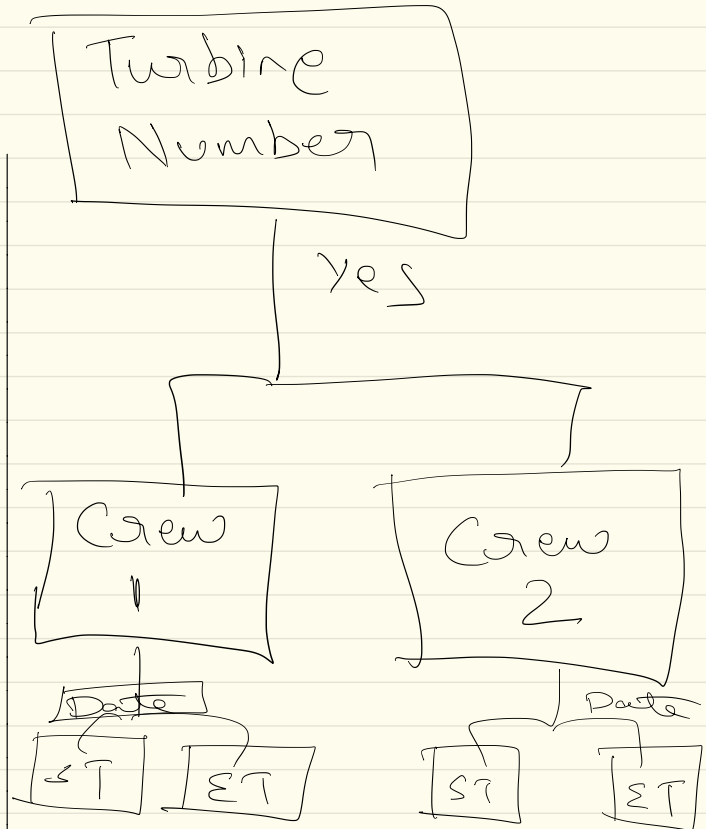 Turbine
Number
Yes
Crew
1
Crew
2
Date
Date
ST
ET
ST
ET